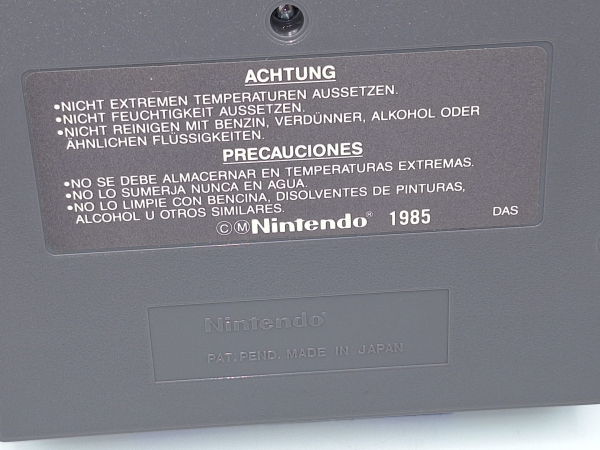 ACHTUNG
•NICHT EXTREMEN TEMPERATUREN AUSSETZEN.
•NICHT FEUCHTIGKEIT AUSSETZEN.
•NICHT REINIGEN MIT BENZIN, VERDÜNNER, ALKOHOL ODER
ÄHNLICHEN FLÜSSIGKEITEN.
PRECAUCIONES
•NO SE DEBE ALMACERNAR EN TEMPERATURAS EXTREMAS.
•NO LO SUMERJA NUNCA EN AGUA.
•NO LO LIMPIE CON BENCINA, DISOLVENTES DE PINTURAS,
ALCOHOL U OTROS SIMILARES.
©Ⓜ Nintendo® 1985 DAS
Nintendo®
PAT. PEND. MADE IN JAPAN